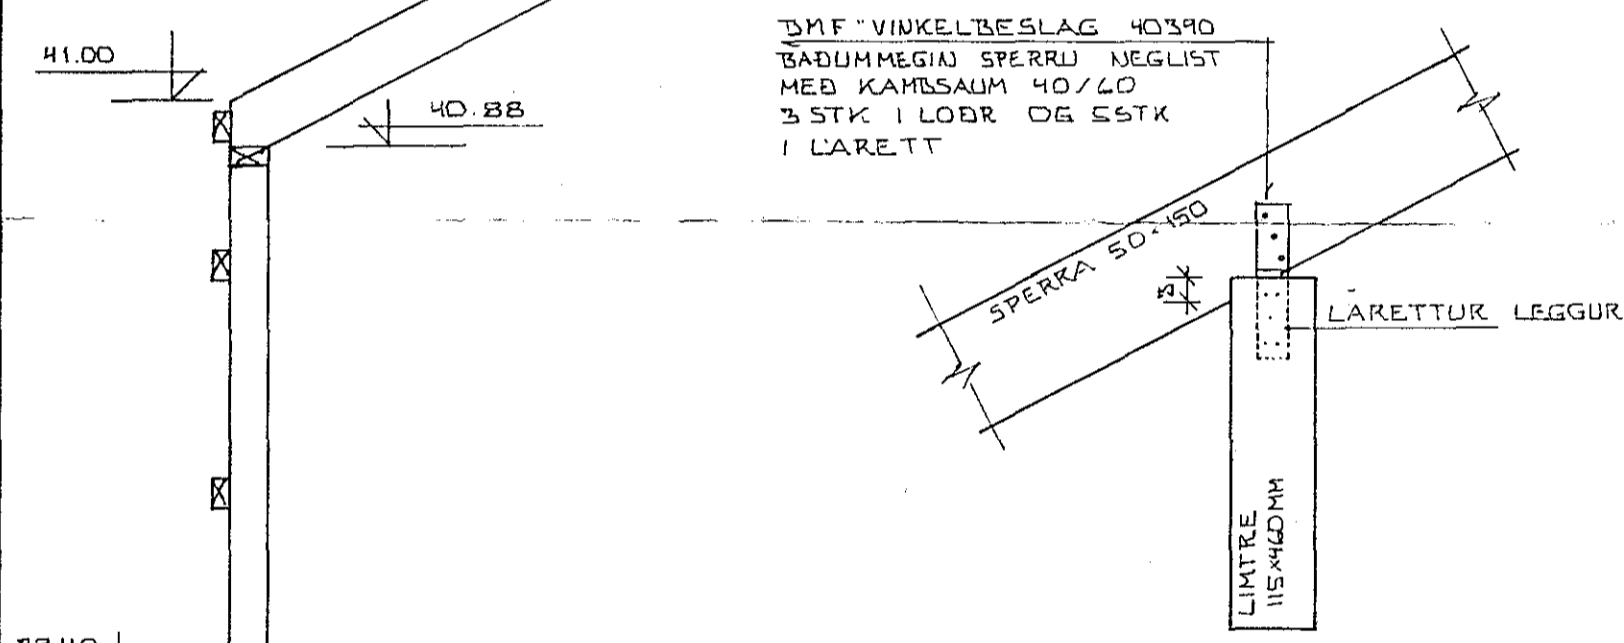 41.00
40.88
BMF "VINKELBESLAG 40390
BAÐUMMEGIN SPERRU NEGLIST
MEÐ KAMBSAUM 40/60
3 STK I LOÐR OG 5STK
I LÁRETT
SPERRA 50×150
LÁRETTUR LEGGUR
LIMTRE
115×460MM